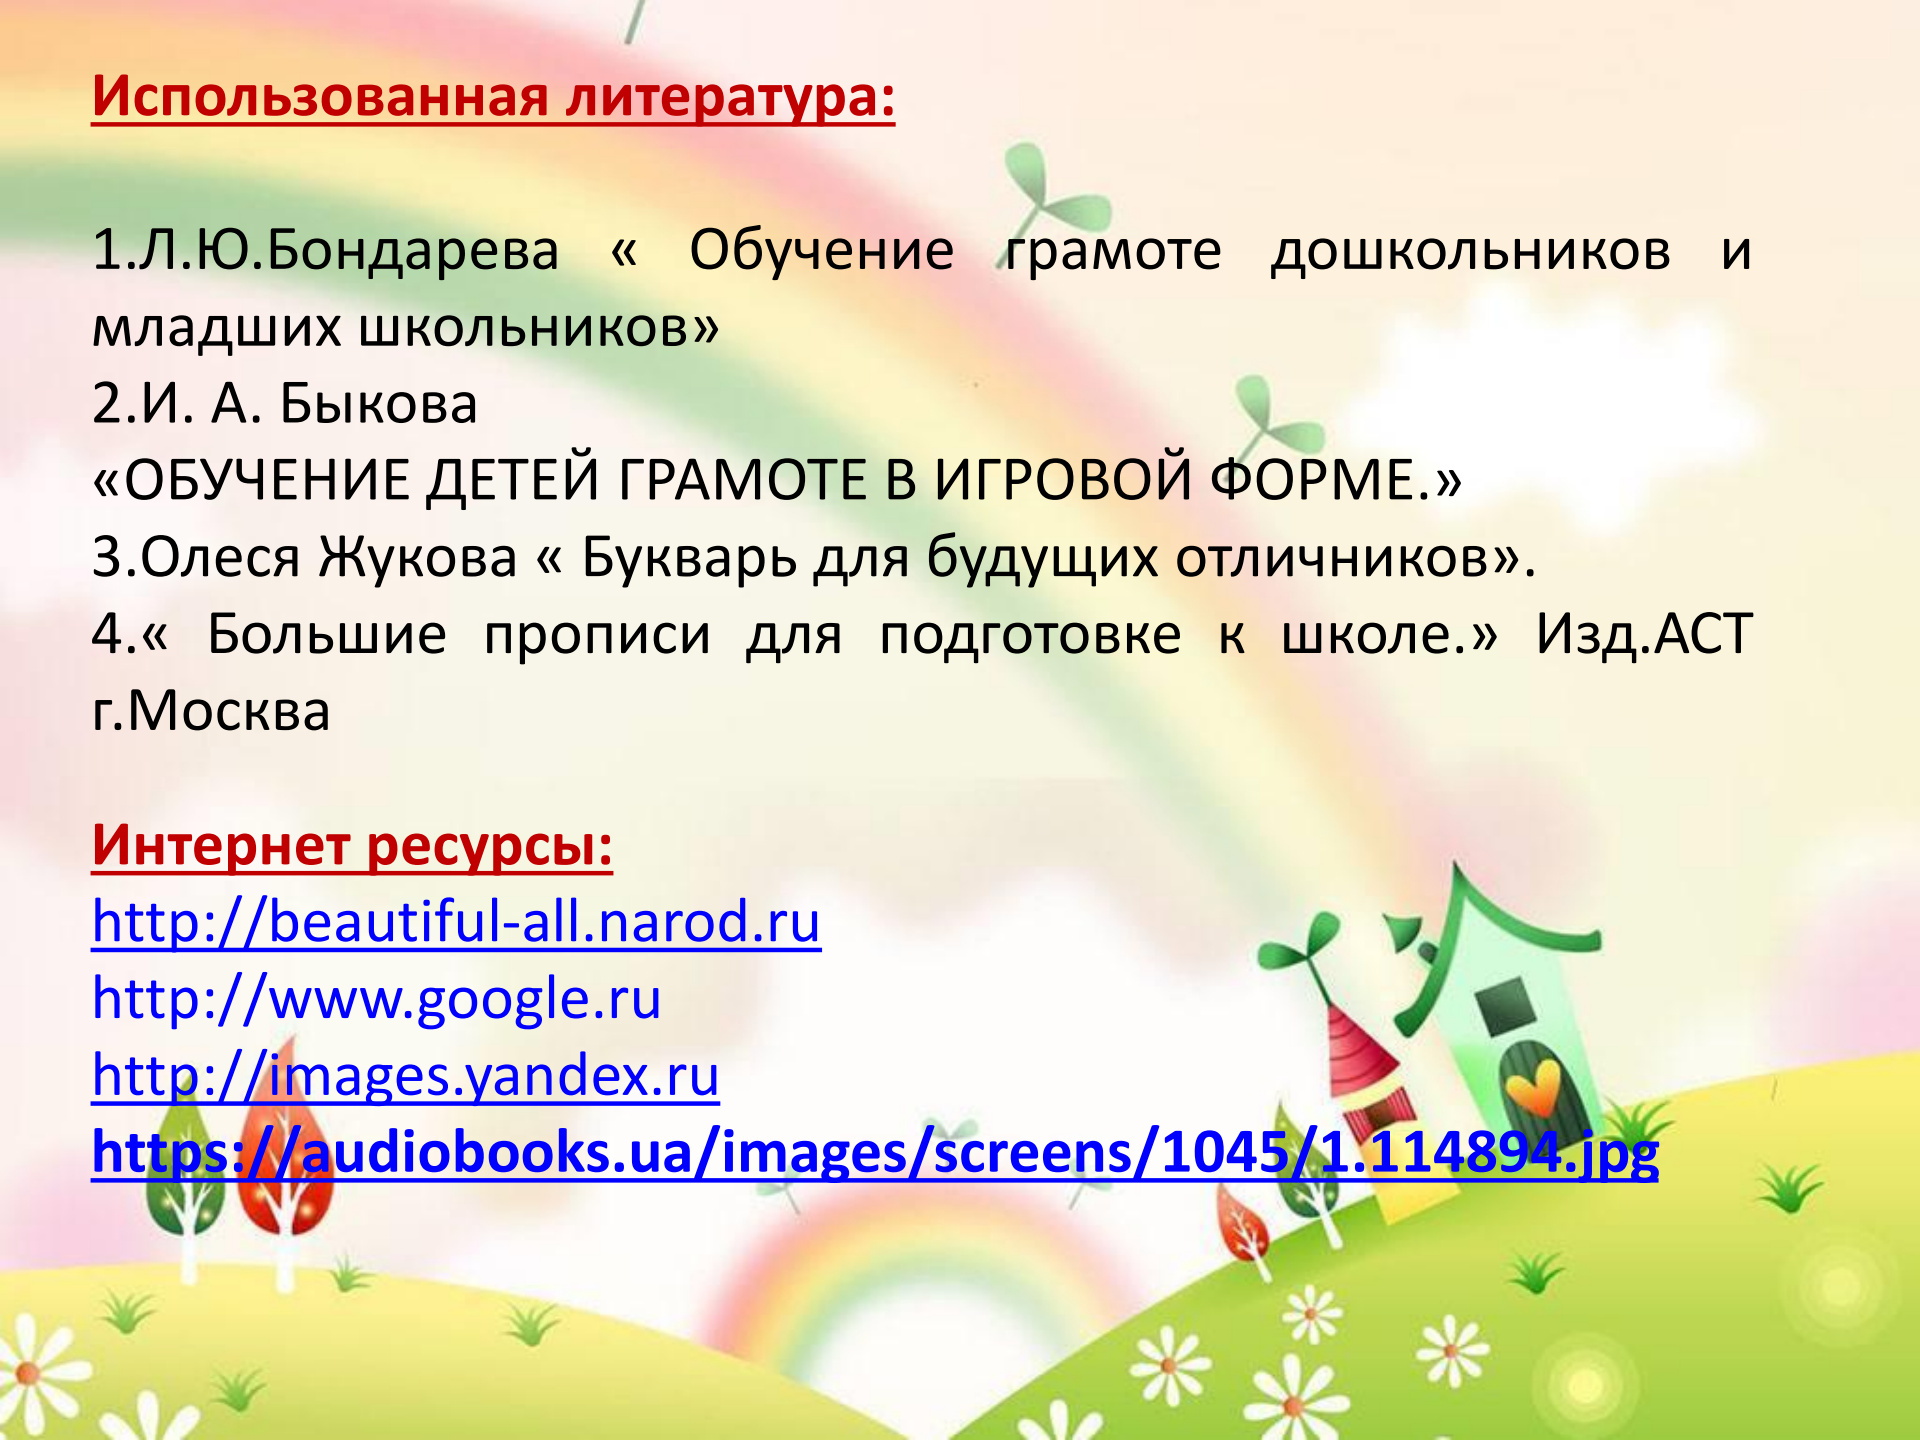 Использованная литература:
1.Л.Ю.Бондарева « Обучение грамоте дошкольников и
младших школьников»
2.И. А. Быкова
«ОБУЧЕНИЕ ДЕТЕЙ ГРАМОТЕ В ИГРОВОЙ ФОРМЕ.»
3.Олеся Жукова « Букварь для будущих отличников».
4.« Большие прописи для подготовке к школе.» Изд.АСТ
г.Москва
Интернет ресурсы:
http://beautiful-all.narod.ru
http://www.google.ru
http://images.yandex.ru
https://audiobooks.ua/images/screens/1045/1.114894.jpg